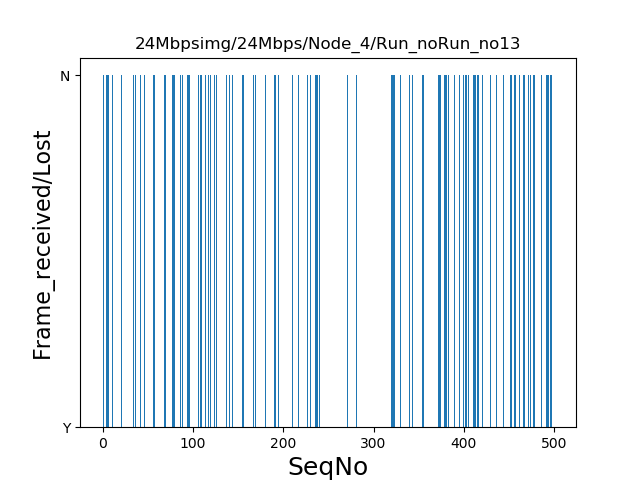 24Mbpsimg/24Mbps/Node_4/Run_noRun_no13
N
Frame_received/Lost
Y
0 100 200 300 400 500
SeqNo